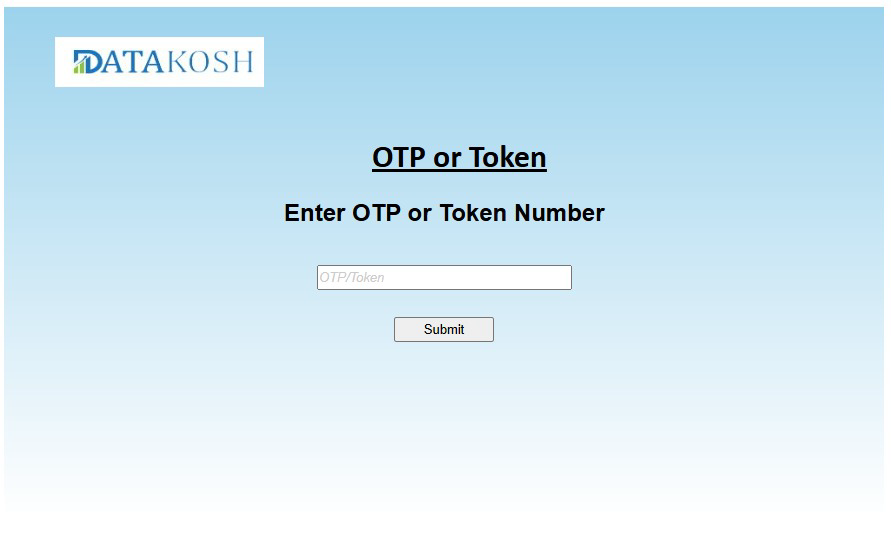 DATAKOSH
OTP or Token
Enter OTP or Token Number
OTP/Token
Submit